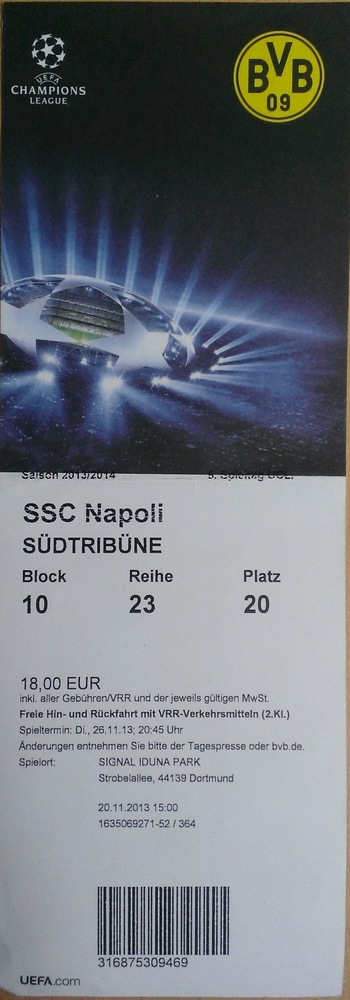 UEFA
CHAMPIONS
LEAGUE
BVB
09
Saison 2013/2014 5. Spieltag UCL:
SSC Napoli
SÜDTRIBÜNE
Block Reihe Platz
10 23 20
18,00 EUR
inkl. aller Gebühren/VRR und der jeweils gültigen MwSt.
Freie Hin- und Rückfahrt mit VRR-Verkehrsmitteln (2.Kl.)
Spieltermin: Di., 26.11.13; 20:45 Uhr
Änderungen entnehmen Sie bitte der Tagespresse oder bvb.de.
Spielort: SIGNAL IDUNA PARK
Strobelallee, 44139 Dortmund
20.11.2013 15:00
1635069271-52 / 364
316875309469
UEFA.com